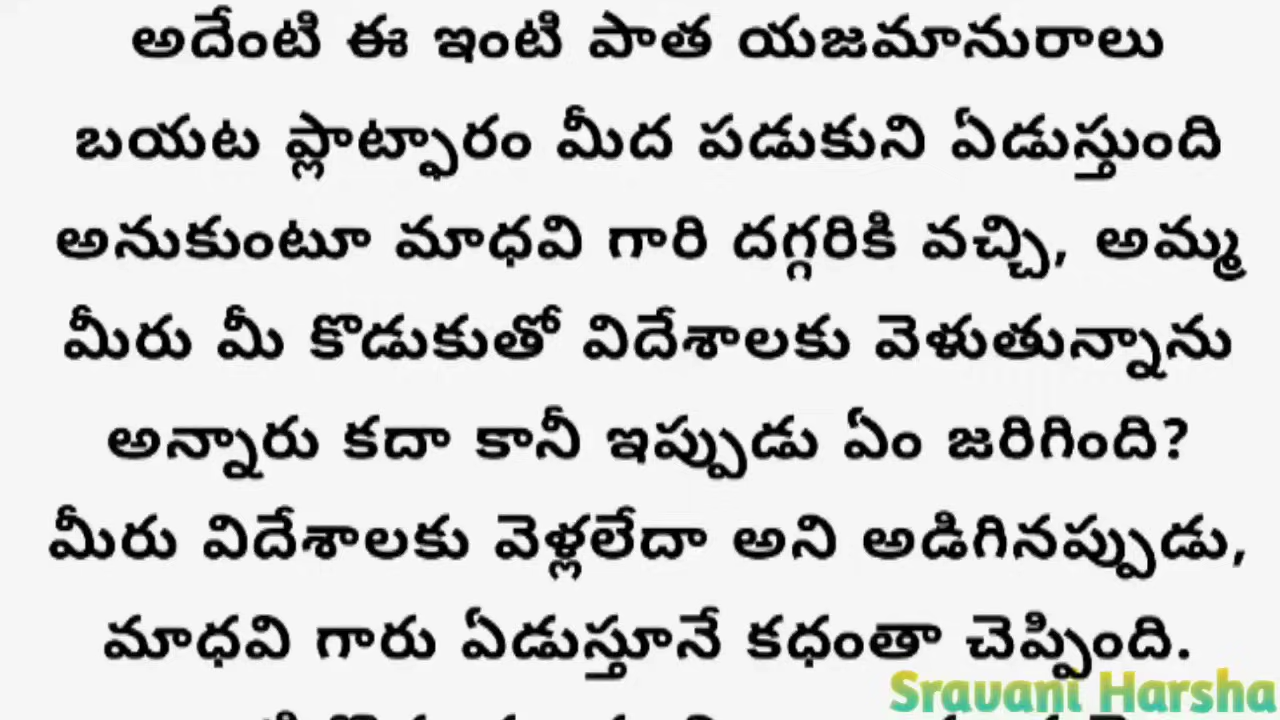 అదేంటి ఈ ఇంటి పాత యజమానురాలు
బయట ప్లాట్ఫారం మీద పడుకుని ఏడుస్తుంది
అనుకుంటూ మాధవి గారి దగ్గరికి వచ్చి, అమ్మ
మీరు మీ కొడుకుతో విదేశాలకు వెళుతున్నాను
అన్నారు కదా కానీ ఇప్పుడు ఏం జరిగింది?
మీరు విదేశాలకు వెళ్లలేదా అని అడిగినప్పుడు,
మాధవి గారు ఏడుస్తూనే కధంతా చెప్పింది.
Sravani Harsha